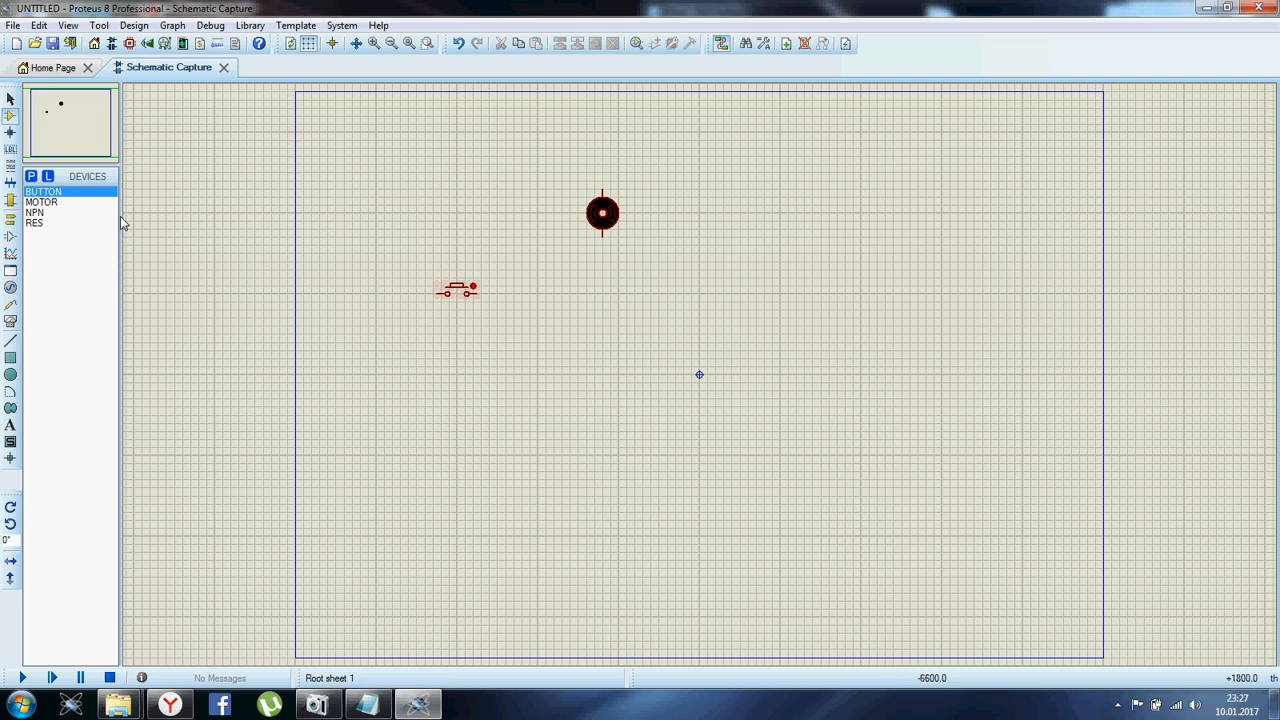 UNTITLED - Proteus 8 Professional - Schematic Capture
File Edit View Tool Design Graph Debug Library Template System Help
Home Page Schematic Capture
LBL
P L DEVICES
BUTTON
MOTOR
NPN
RES
A
0°
No Messages Root sheet 1 -6600.0 +1800.0 th
23:27
10.01.2017